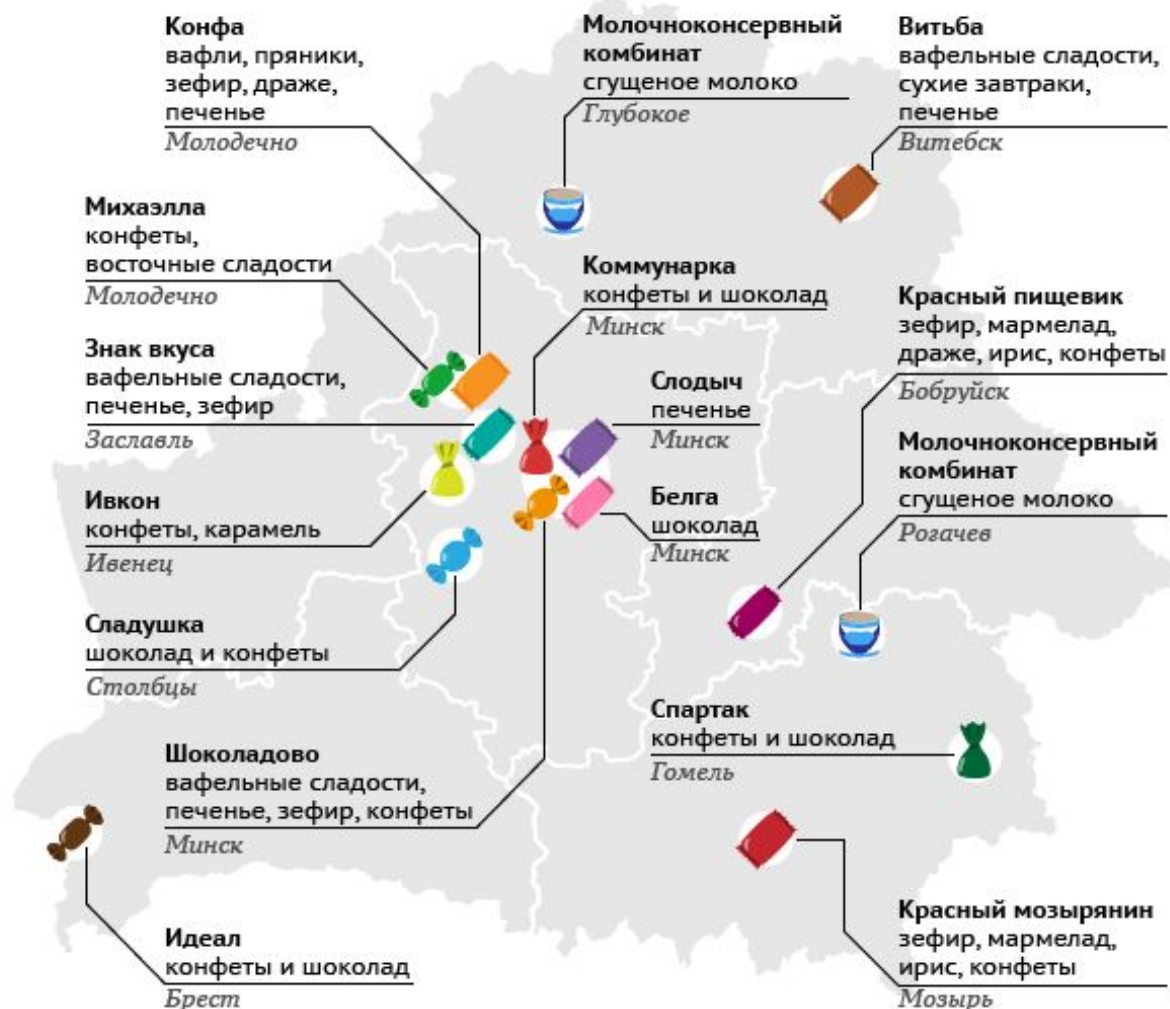 Конфа
вафли, пряники,
зефир, драже,
печенье
Молодечно
Молочноконсервный
комбинат
сгущеное молоко
Глубокое
Витьба
вафельные сладости,
сухие завтраки,
печенье
Витебск
Михаэлла
конфеты,
восточные сладости
Молодечно
Коммунарка
конфеты и шоколад
Минск
Красный пищевик
зефир, мармелад,
драже, ирис, конфеты
Бобруйск
Знак вкуса
вафельные сладости,
печенье, зефир
Заславль
Слодыч
печенье
Минск
Молочноконсервный
комбинат
сгущеное молоко
Рогачев
Ивкон
конфеты, карамель
Ивенец
Белга
шоколад
Минск
Сладушка
шоколад и конфеты
Столбцы
Спартак
конфеты и шоколад
Гомель
Шоколадово
вафельные сладости,
печенье, зефир, конфеты
Минск
Красный мозырянин
зефир, мармелад,
ирис, конфеты
Мозырь
Идеал
конфеты и шоколад
Брест